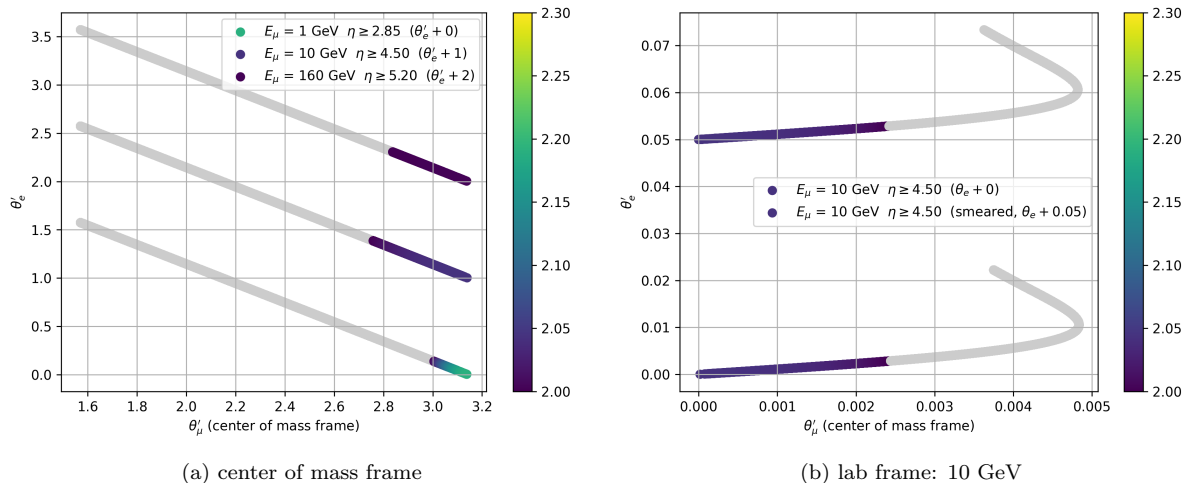 3.5
3.0
2.5
2.0
1.5
1.0
0.5
0.0
θ′ₑ
E_μ = 1 GeV η ≥ 2.85 (θ′ₑ + 0)
E_μ = 10 GeV η ≥ 4.50 (θ′ₑ + 1)
E_μ = 160 GeV η ≥ 5.20 (θ′ₑ + 2)
1.6 1.8 2.0 2.2 2.4 2.6 2.8 3.0 3.2
θ′_μ (center of mass frame)
2.30
2.25
2.20
2.15
2.10
2.05
2.00
(a) center of mass frame
0.07
0.06
0.05
0.04
0.03
0.02
0.01
0.00
θ′ₑ
E_μ = 10 GeV η ≥ 4.50 (θₑ + 0)
E_μ = 10 GeV η ≥ 4.50 (smeared, θₑ + 0.05)
0.000 0.001 0.002 0.003 0.004 0.005
θ′_μ (center of mass frame)
2.30
2.25
2.20
2.15
2.10
2.05
2.00
(b) lab frame: 10 GeV